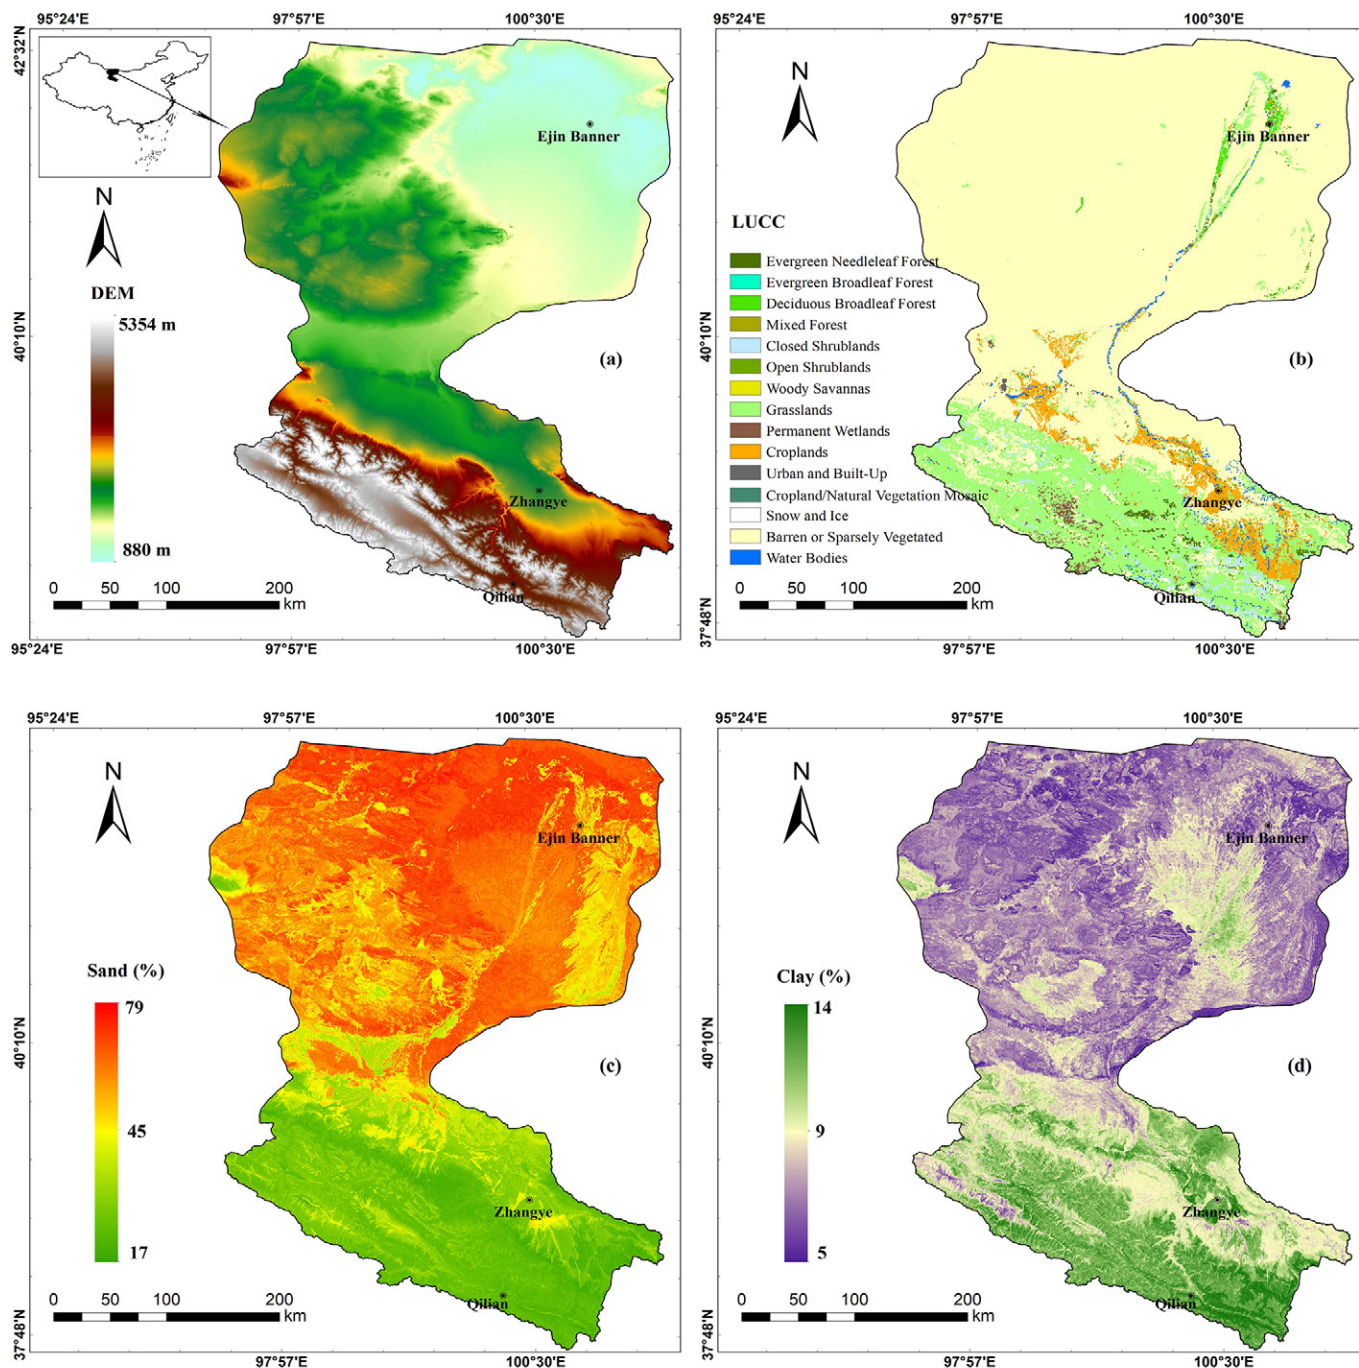 95°24'E 97°57'E 100°30'E
42°32'N
40°10'N
37°48'N
N
DEM
5354 m
880 m
0 50 100 200
km
Ejin Banner
(a)
Zhangye
Qilian
95°24'E 97°57'E 100°30'E
95°24'E 97°57'E 100°30'E
N
LUCC
Evergreen Needleleaf Forest
Evergreen Broadleaf Forest
Deciduous Broadleaf Forest
Mixed Forest
Closed Shrublands
Open Shrublands
Woody Savannas
Grasslands
Permanent Wetlands
Croplands
Urban and Built-Up
Cropland/Natural Vegetation Mosaic
Snow and Ice
Barren or Sparsely Vegetated
Water Bodies
0 50 100 200
km
Ejin Banner
(b)
Zhangye
Qilian
40°10'N
37°48'N
97°57'E 100°30'E
95°24'E 97°57'E 100°30'E
N
Sand (%)
79
45
17
0 50 100 200
km
Ejin Banner
(c)
Zhangye
Qilian
40°10'N
37°48'N
97°57'E 100°30'E
95°24'E 97°57'E 100°30'E
N
Clay (%)
14
9
5
0 50 100 200
km
Ejin Banner
(d)
Zhangye
Qilian
40°10'N
37°48'N
97°57'E 100°30'E